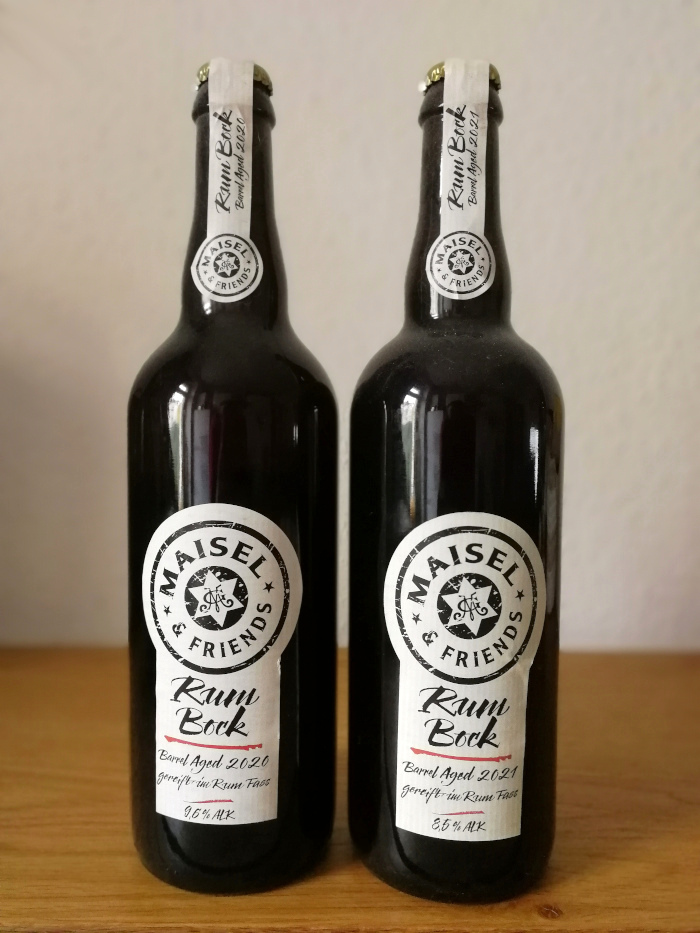 Rum Bock
Barrel Aged 2020
MAISEL
& FRIENDS
MAISEL
& FRIENDS
Rum
Bock
Barrel Aged 2020
gereift im Rum Fass
9,6% ALK
Rum Bock
Barrel Aged 2021
MAISEL
& FRIENDS
MAISEL
& FRIENDS
Rum
Bock
Barrel Aged 2021
gereift im Rum Fass
8,5% ALK